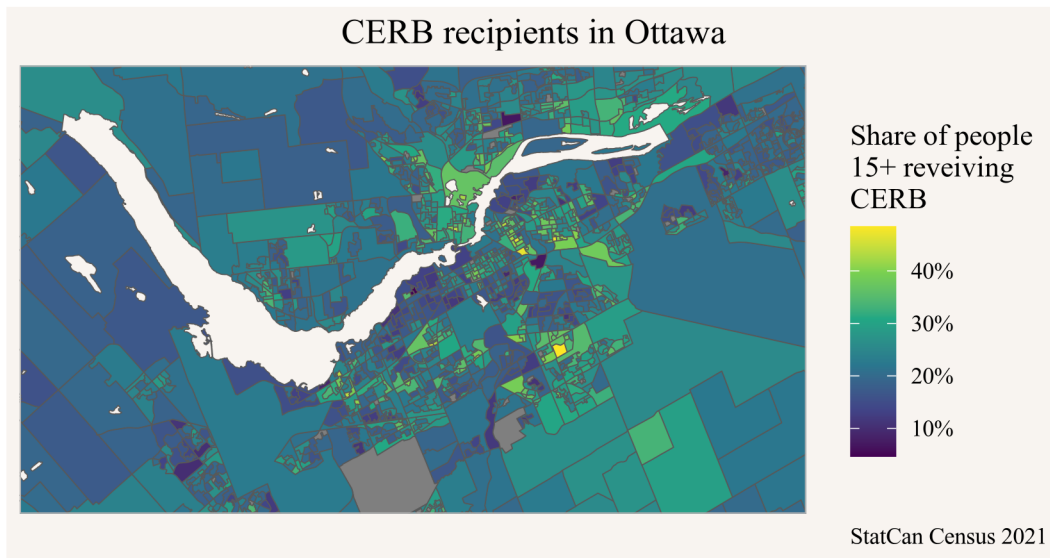 CERB recipients in Ottawa
Share of people
15+ reveiving
CERB
40%
30%
20%
10%
StatCan Census 2021